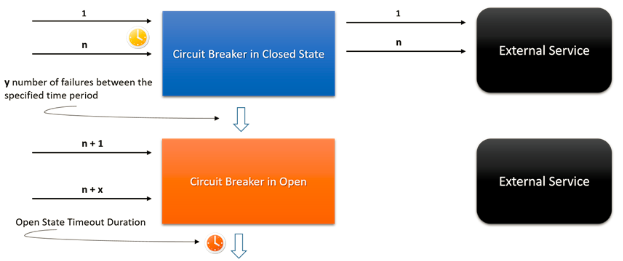 1
n
Circuit Breaker in Closed State
1
n
External Service
y number of failures between the
specified time period
n + 1
n + x
Circuit Breaker in Open
External Service
Open State Timeout Duration